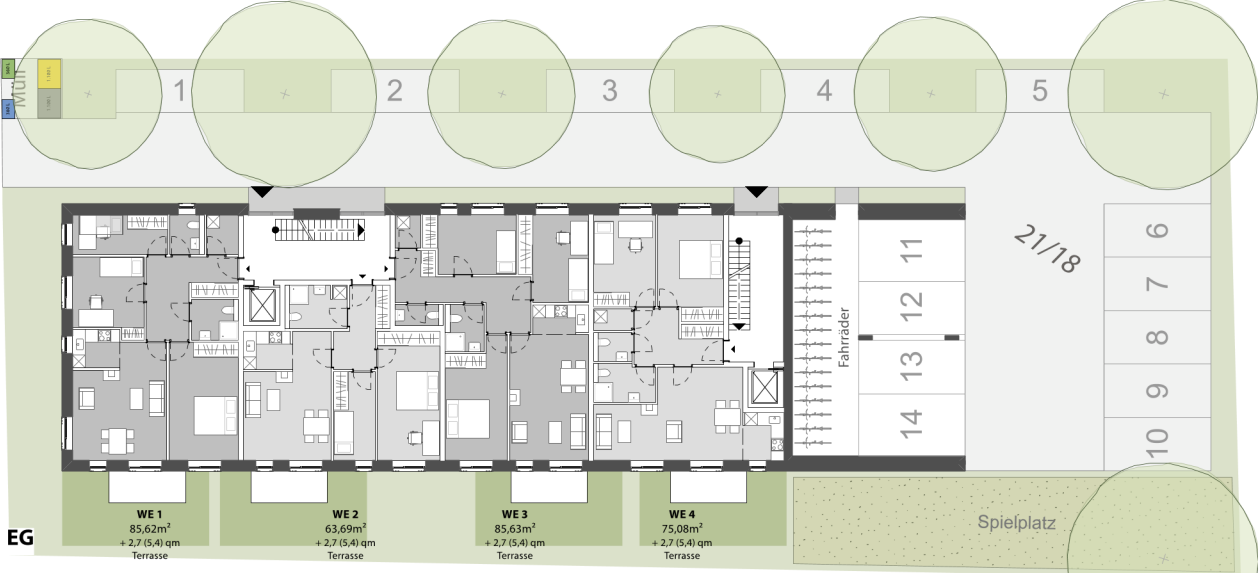 Müll
1
2
3
4
5
6
7
8
9
10
21/18
11
12
13
14
Fahrräder
Spielplatz
EG
WE 1
85,62m²
+ 2,7 (5,4) qm
Terrasse
WE 2
63,69m²
+ 2,7 (5,4) qm
Terrasse
WE 3
85,63m²
+ 2,7 (5,4) qm
Terrasse
WE 4
75,08m²
+ 2,7 (5,4) qm
Terrasse